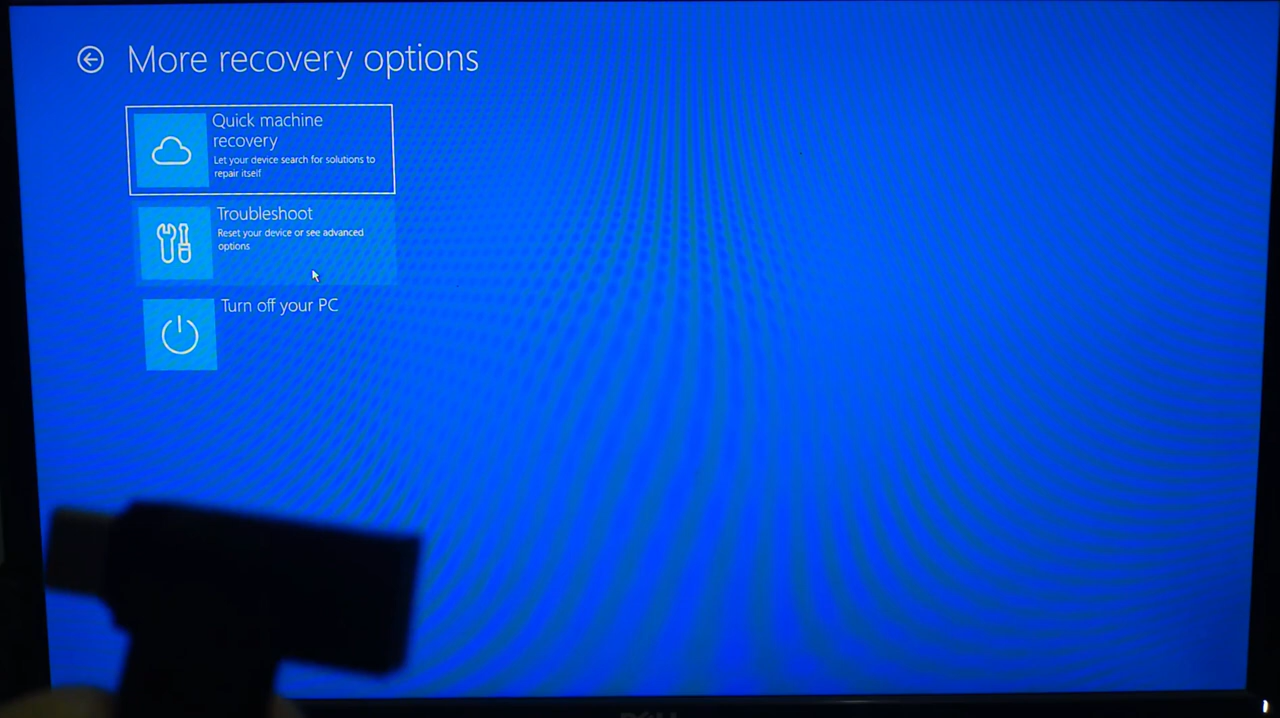 More recovery options
Quick machine
recovery
Let your device search for solutions to
repair itself
Troubleshoot
Reset your device or see advanced
options
Turn off your PC